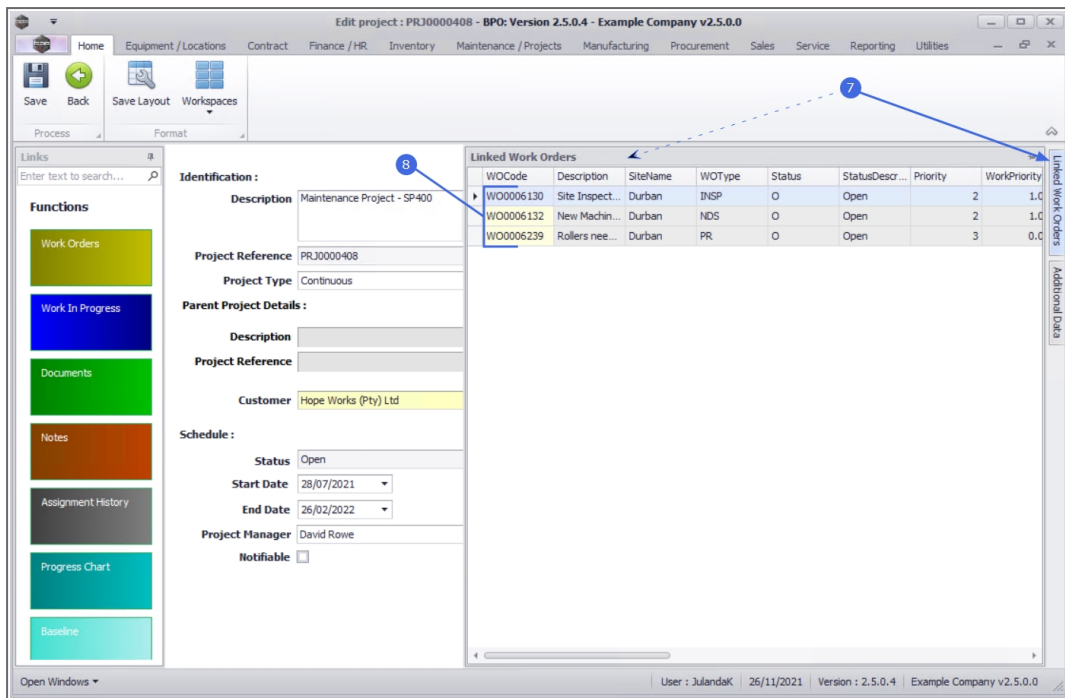 Edit project : PRJ0000408 - BPO: Version 2.5.0.4 - Example Company v2.5.0.0
Home Equipment / Locations Contract Finance / HR Inventory Maintenance / Projects Manufacturing Procurement Sales Service Reporting Utilities
Save Back Save Layout Workspaces
Process Format
7
Links
Enter text to search...
Functions
Work Orders
Work In Progress
Documents
Notes
Assignment History
Progress Chart
Baseline
Identification :
Description Maintenance Project - SP400
Project Reference PRJ0000408
Project Type Continuous
Parent Project Details :
Description
Project Reference
Customer Hope Works (Pty) Ltd
Schedule :
Status Open
Start Date 28/07/2021
End Date 26/02/2022
Project Manager David Rowe
Notifiable
8
Linked Work Orders
WOCode Description SiteName WOType Status StatusDescr... Priority WorkPriority
WO0006130 Site Inspect... Durban INSP O Open 2 1.0
WO0006132 New Machin... Durban NDS O Open 2 1.0
WO0006239 Rollers nee... Durban PR O Open 3 0.0
Linked Work Orders
Additional Data
Open Windows User : JulandaK 26/11/2021 Version : 2.5.0.4 Example Company v2.5.0.0